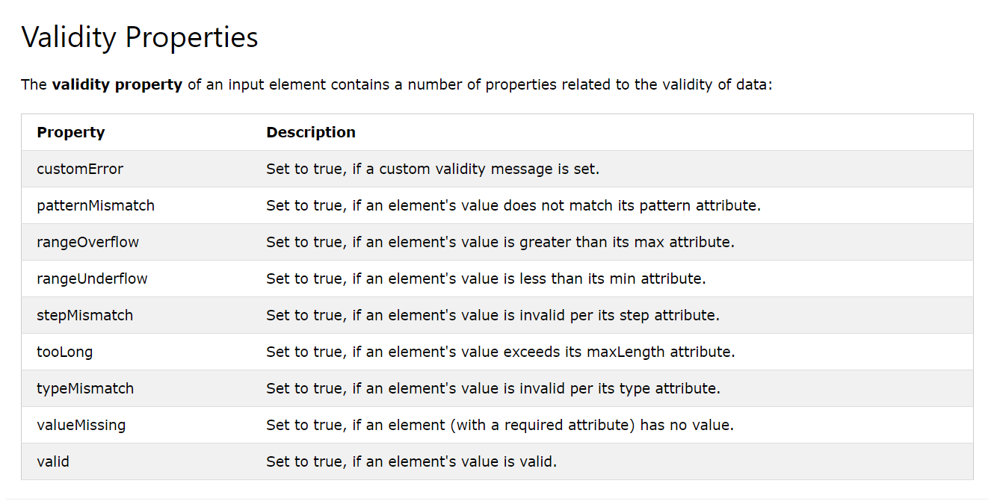 Validity Properties
The validity property of an input element contains a number of properties related to the validity of data:
Property Description
customError Set to true, if a custom validity message is set.
patternMismatch Set to true, if an element's value does not match its pattern attribute.
rangeOverflow Set to true, if an element's value is greater than its max attribute.
rangeUnderflow Set to true, if an element's value is less than its min attribute.
stepMismatch Set to true, if an element's value is invalid per its step attribute.
tooLong Set to true, if an element's value exceeds its maxLength attribute.
typeMismatch Set to true, if an element's value is invalid per its type attribute.
valueMissing Set to true, if an element (with a required attribute) has no value.
valid Set to true, if an element's value is valid.